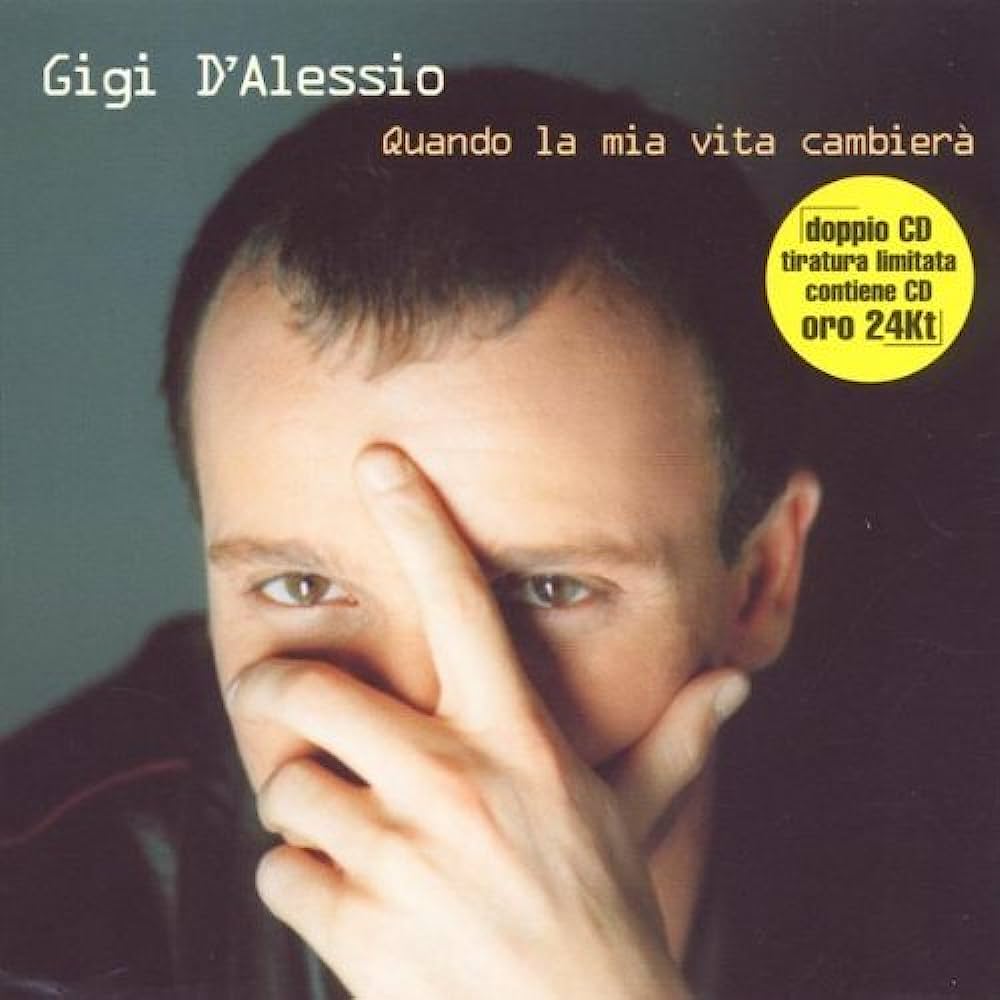 Gigi D'Alessio
Quando la mia vita cambierà
doppio CD
tiratura limitata
contiene CD
oro 24Kt